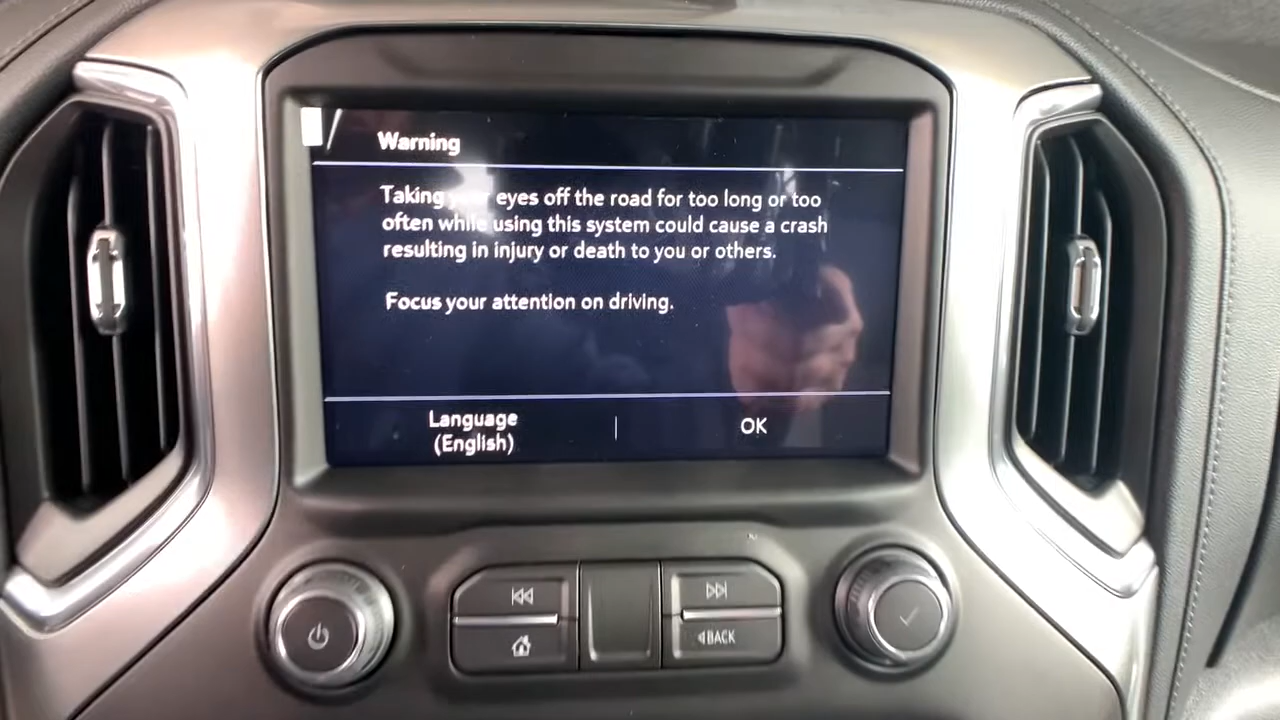 Warning
Taking your eyes off the road for too long or too
often while using this system could cause a crash
resulting in injury or death to you or others.
Focus your attention on driving.
Language
(English)
OK
BACK